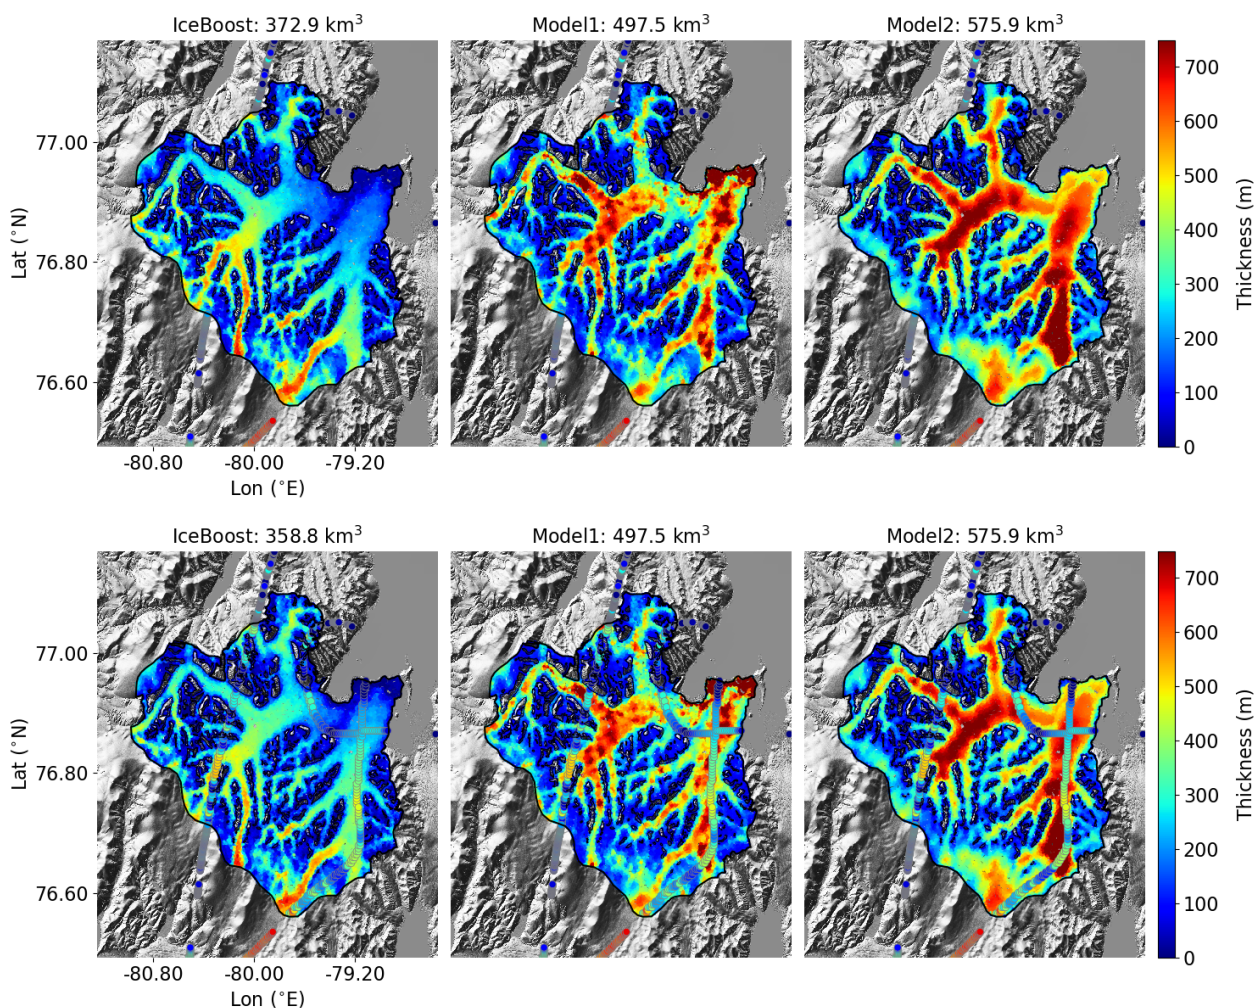 IceBoost: 372.9 km³ Model1: 497.5 km³ Model2: 575.9 km³
77.00
76.80
76.60
Lat (°N)
-80.80 -80.00 -79.20
Lon (°E)
700
600
500
400
300
200
100
0
Thickness (m)
IceBoost: 358.8 km³ Model1: 497.5 km³ Model2: 575.9 km³
77.00
76.80
76.60
Lat (°N)
-80.80 -80.00 -79.20
Lon (°E)
700
600
500
400
300
200
100
0
Thickness (m)